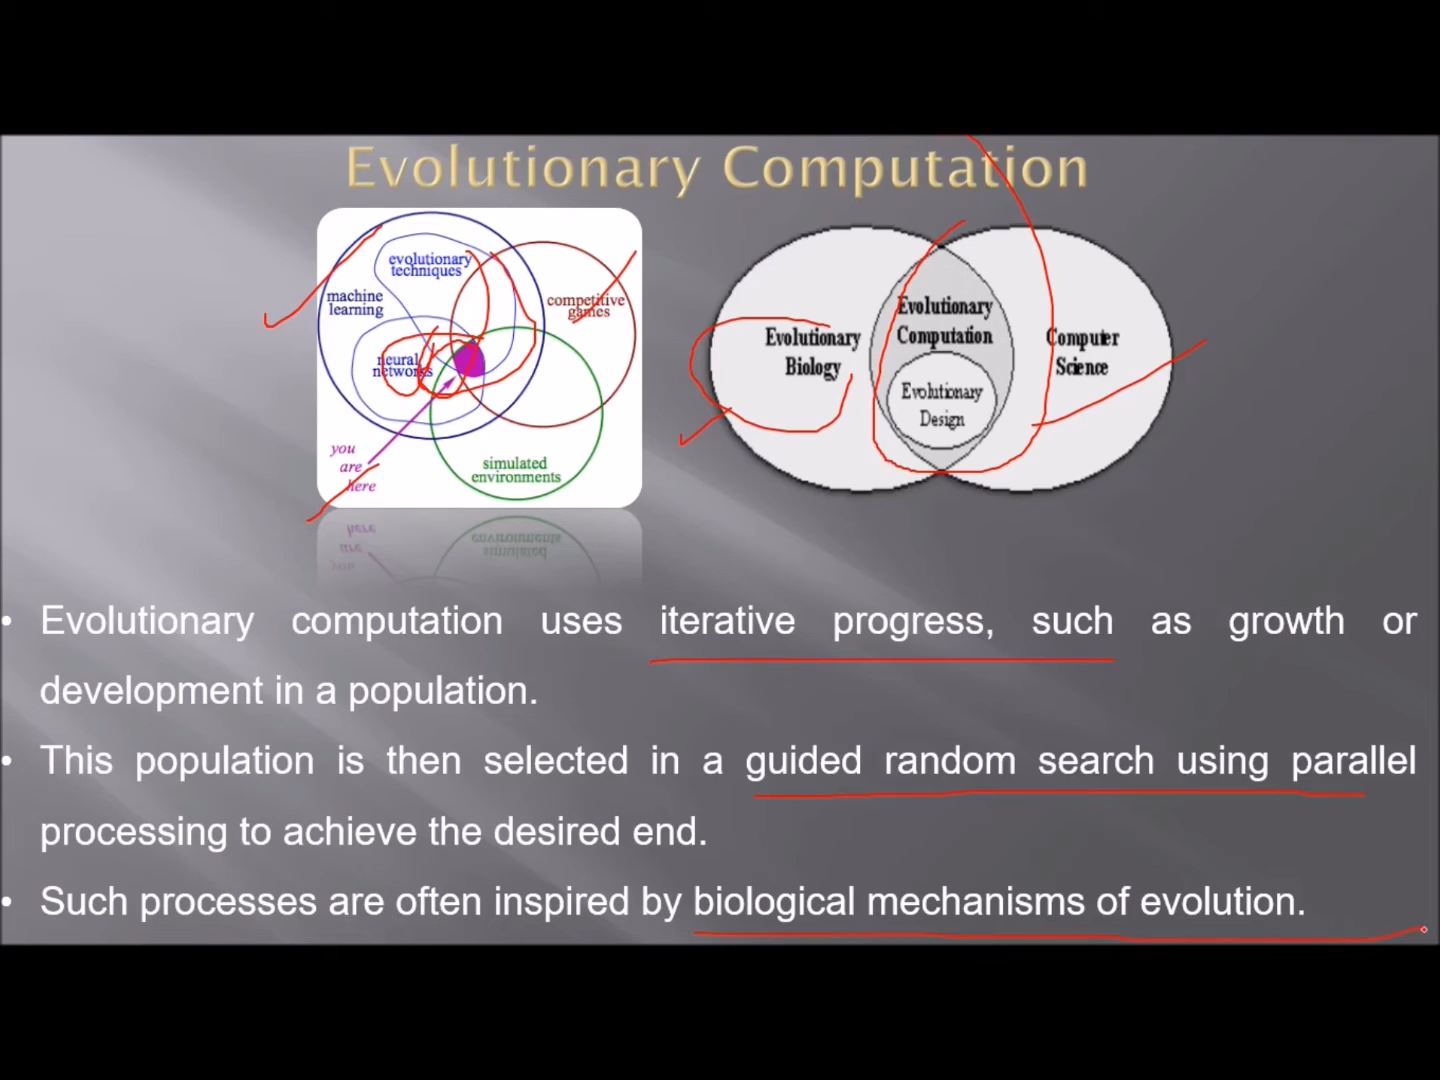 Evolutionary Computation
evolutionary
techniques
machine
learning
competitive
games
neural
networks
you
are
here
simulated
environments
Evolutionary
Biology
Evolutionary
Computation
Evolutionary
Design
Computer
Science
• Evolutionary computation uses iterative progress, such as growth or
development in a population.
• This population is then selected in a guided random search using parallel
processing to achieve the desired end.
• Such processes are often inspired by biological mechanisms of evolution.